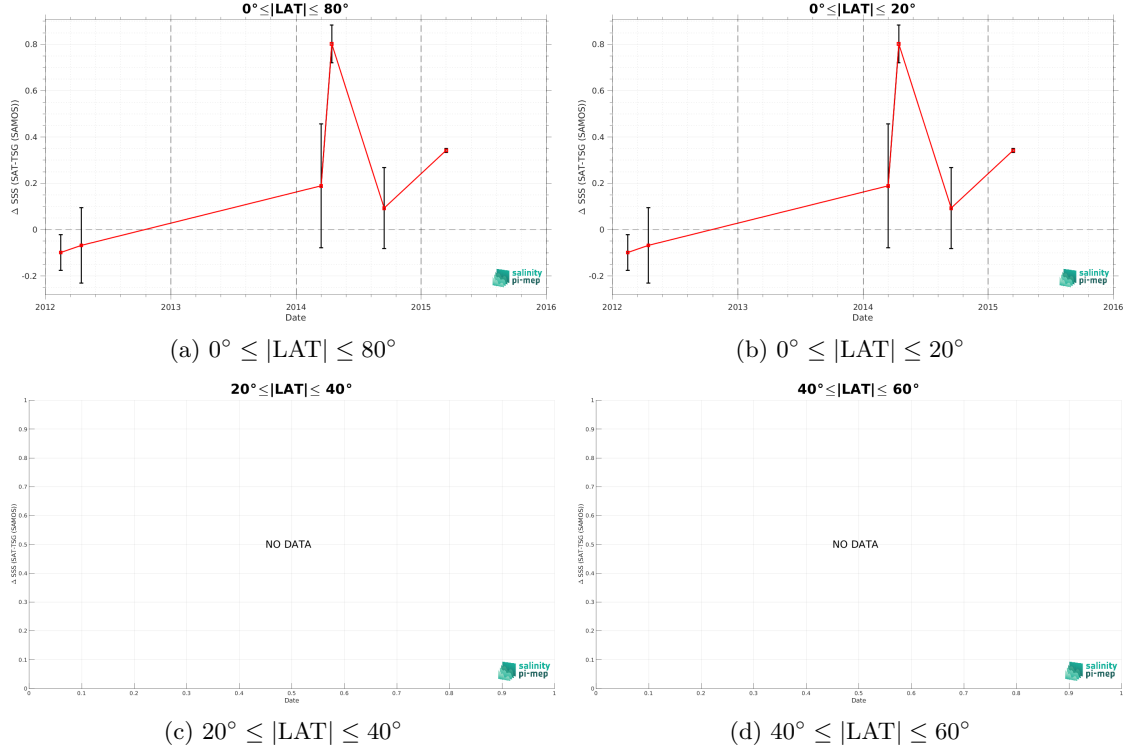 0°≤|LAT|≤ 80°
Δ SSS (SAT-TSG (SAMOS))
0.8
0.6
0.4
0.2
0
-0.2
2012 2013 2014 2015 2016
Date
salinity
pi-mep
(a) 0° ≤ |LAT| ≤ 80°
0°≤|LAT|≤ 20°
Δ SSS (SAT-TSG (SAMOS))
0.8
0.6
0.4
0.2
0
-0.2
2012 2013 2014 2015 2016
Date
salinity
pi-mep
(b) 0° ≤ |LAT| ≤ 20°
20°≤|LAT|≤ 40°
Δ SSS (SAT-TSG (SAMOS))
1
0.9
0.8
0.7
0.6
0.5
0.4
0.3
0.2
0.1
0
NO DATA
0 0.1 0.2 0.3 0.4 0.5 0.6 0.7 0.8 0.9 1
Date
salinity
pi-mep
(c) 20° ≤ |LAT| ≤ 40°
40°≤|LAT|≤ 60°
Δ SSS (SAT-TSG (SAMOS))
1
0.9
0.8
0.7
0.6
0.5
0.4
0.3
0.2
0.1
0
NO DATA
0 0.1 0.2 0.3 0.4 0.5 0.6 0.7 0.8 0.9 1
Date
salinity
pi-mep
(d) 40° ≤ |LAT| ≤ 60°